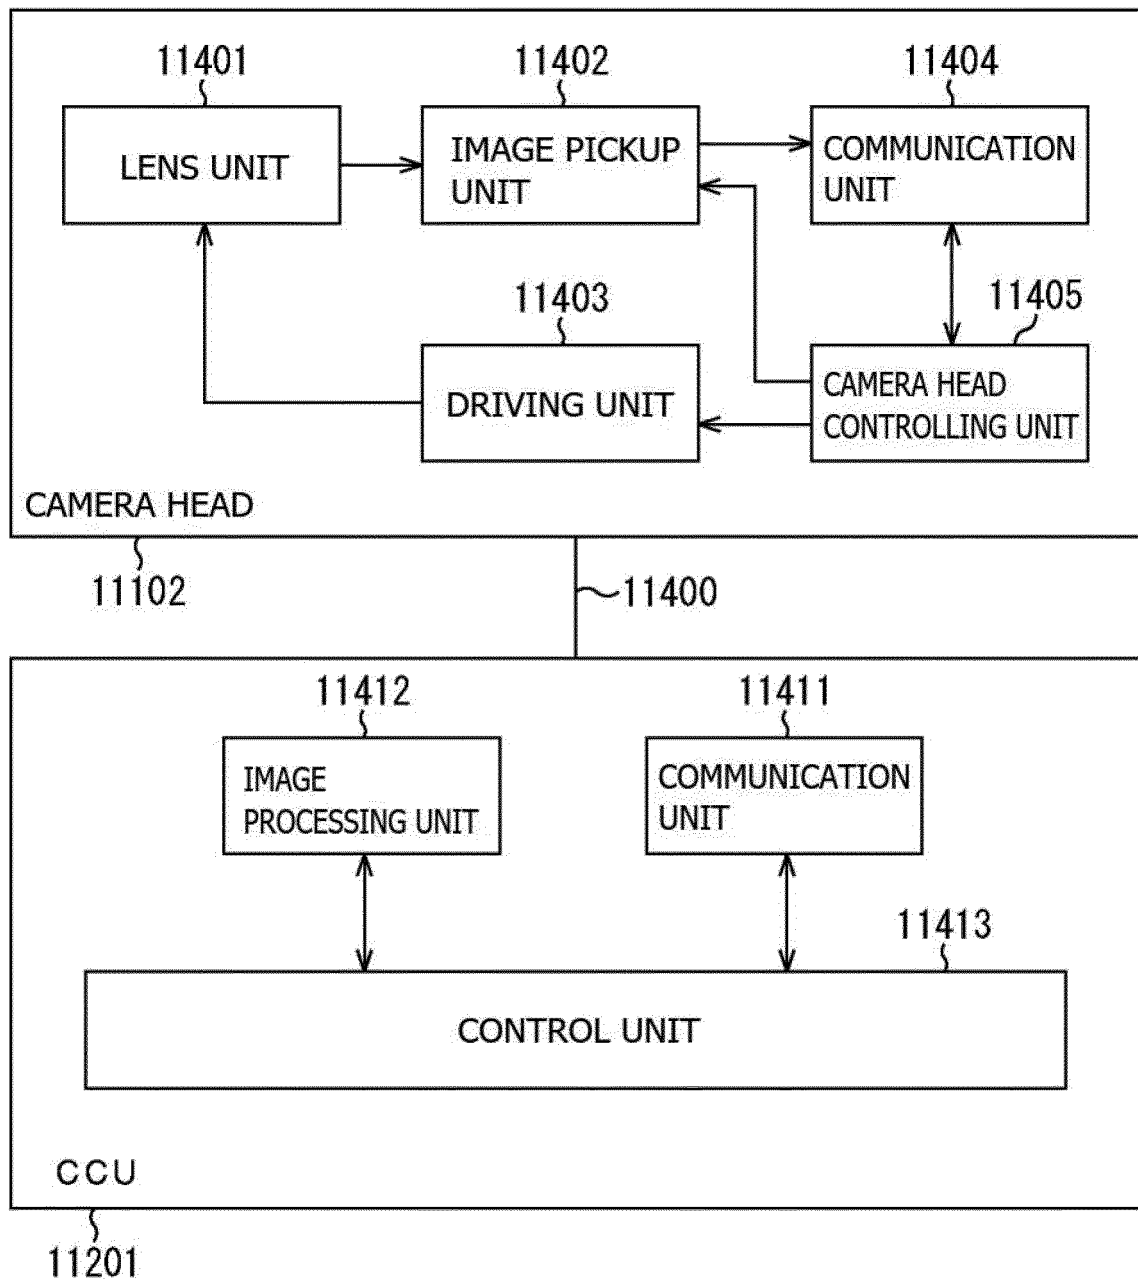 11401
11402
11404
LENS UNIT
IMAGE PICKUP
UNIT
COMMUNICATION
UNIT
11403
11405
DRIVING UNIT
CAMERA HEAD
CONTROLLING UNIT
CAMERA HEAD
11102
11400
11412
11411
IMAGE
PROCESSING UNIT
COMMUNICATION
UNIT
11413
CONTROL UNIT
CCU
11201